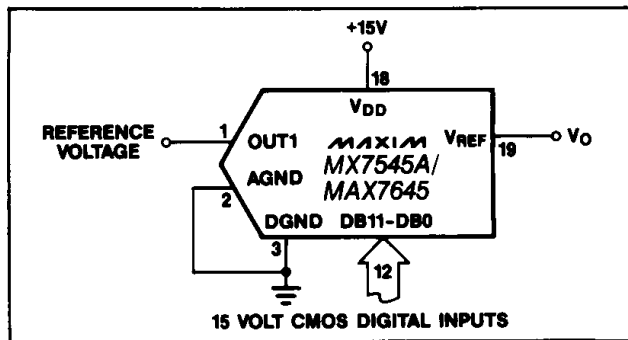 +15V
18
VDD
REFERENCE
VOLTAGE
1
OUT1
MAXIM
VREF
19
VO
MX7545A/
MAX7645
AGND
2
DGND
DB11-DB0
3
12
15 VOLT CMOS DIGITAL INPUTS